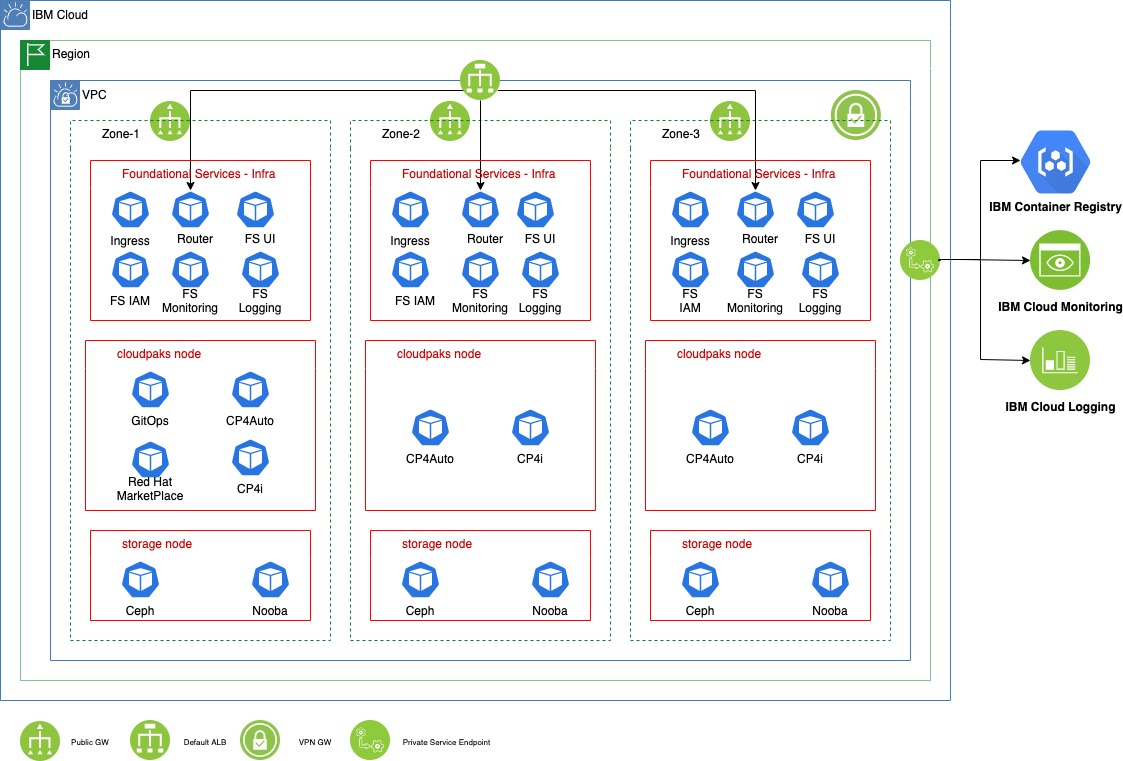 IBM Cloud
Region
VPC
Zone-1
Foundational Services - Infra
Ingress
Router
FS UI
FS IAM
FS
Monitoring
FS
Logging
cloudpaks node
GitOps
CP4Auto
Red Hat
MarketPlace
CP4i
storage node
Ceph
Nooba
Zone-2
Foundational Services - Infra
Ingress
Router
FS UI
FS IAM
FS
Monitoring
FS
Logging
cloudpaks node
CP4Auto
CP4i
storage node
Ceph
Nooba
Zone-3
Foundational Services - Infra
Ingress
Router
FS UI
FS
IAM
FS
Monitoring
FS
Logging
cloudpaks node
CP4Auto
CP4i
storage node
Ceph
Nooba
IBM Container Registry
IBM Cloud Monitoring
IBM Cloud Logging
Public GW
Default ALB
VPN GW
Private Service Endpoint